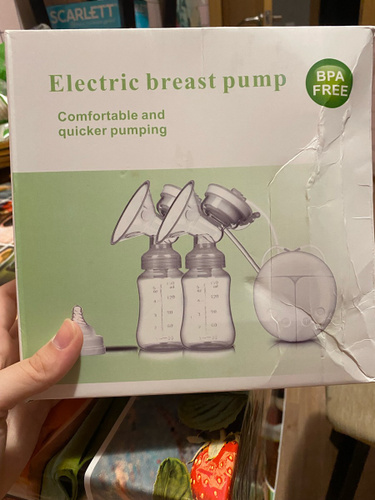 SCARLETT
Electric breast pump
BPA
FREE
Comfortable and
quicker pumping